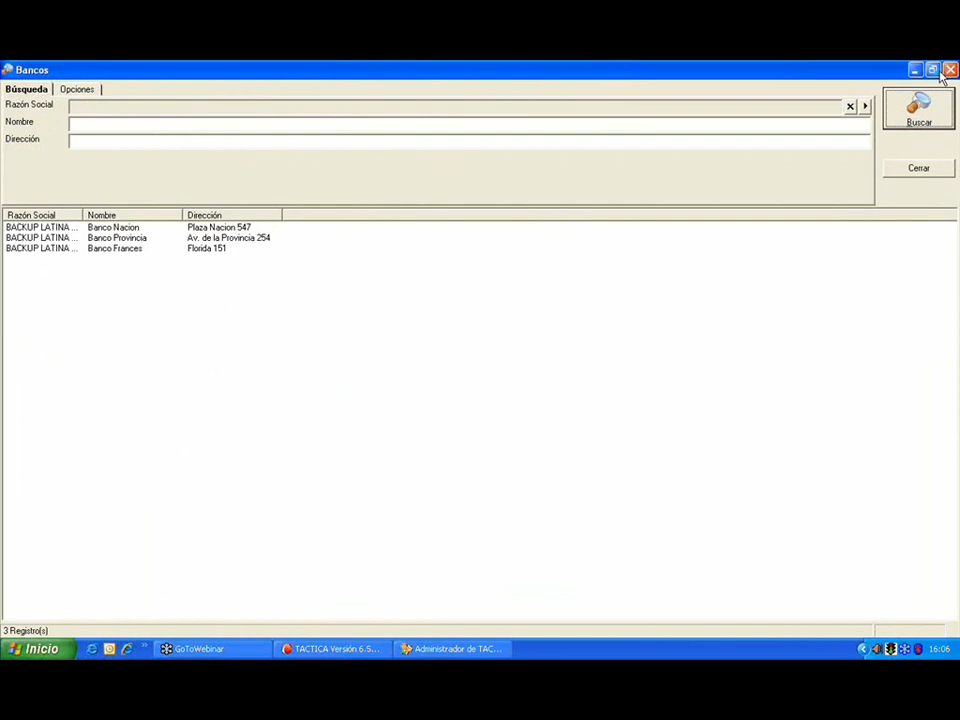 Bancos
Búsqueda Opciones
Razón Social
Nombre
Dirección
Buscar
Cerrar
Razón Social Nombre Dirección
BACKUP LATINA ... Banco Nacion Plaza Nacion 547
BACKUP LATINA ... Banco Provincia Av. de la Provincia 254
BACKUP LATINA ... Banco Frances Florida 151
3 Registro(s)
Inicio GoToWebinar TACTICA Versión 6.5... Administrador de TAC... 16:06